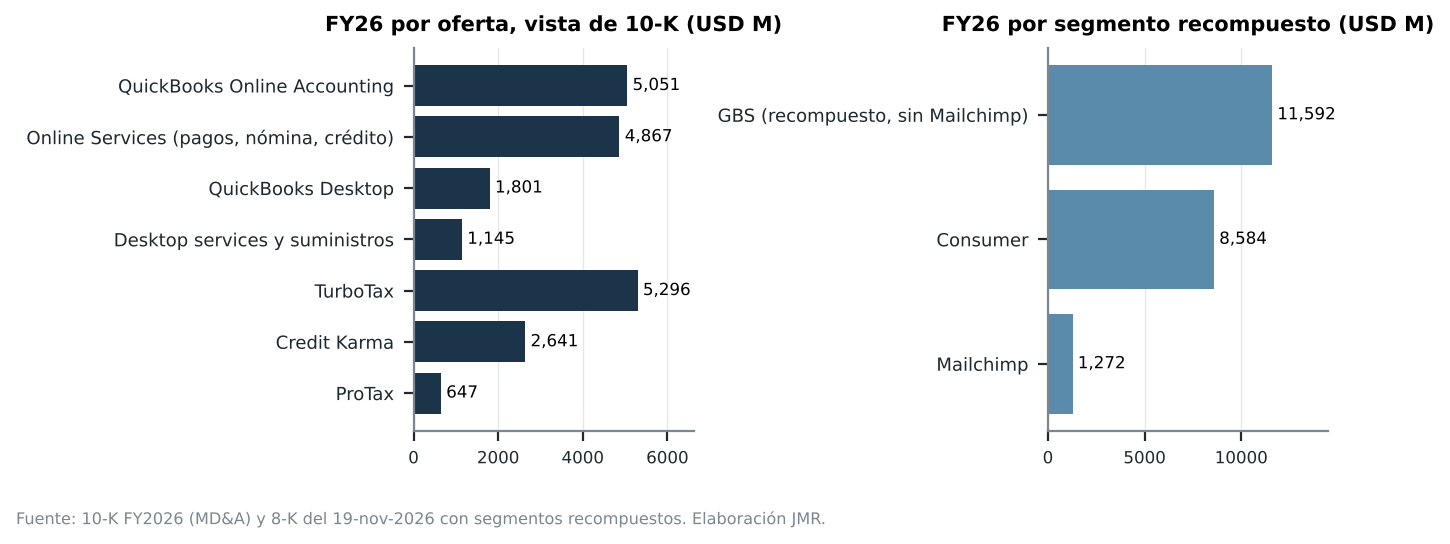 FY26 por oferta, vista de 10-K (USD M)
QuickBooks Online Accounting 5,051
Online Services (pagos, nómina, crédito) 4,867
QuickBooks Desktop 1,801
Desktop services y suministros 1,145
TurboTax 5,296
Credit Karma 2,641
ProTax 647
0 2000 4000 6000
FY26 por segmento recompuesto (USD M)
GBS (recompuesto, sin Mailchimp) 11,592
Consumer 8,584
Mailchimp 1,272
0 5000 10000
Fuente: 10-K FY2026 (MD&A) y 8-K del 19-nov-2026 con segmentos recompuestos. Elaboración JMR.